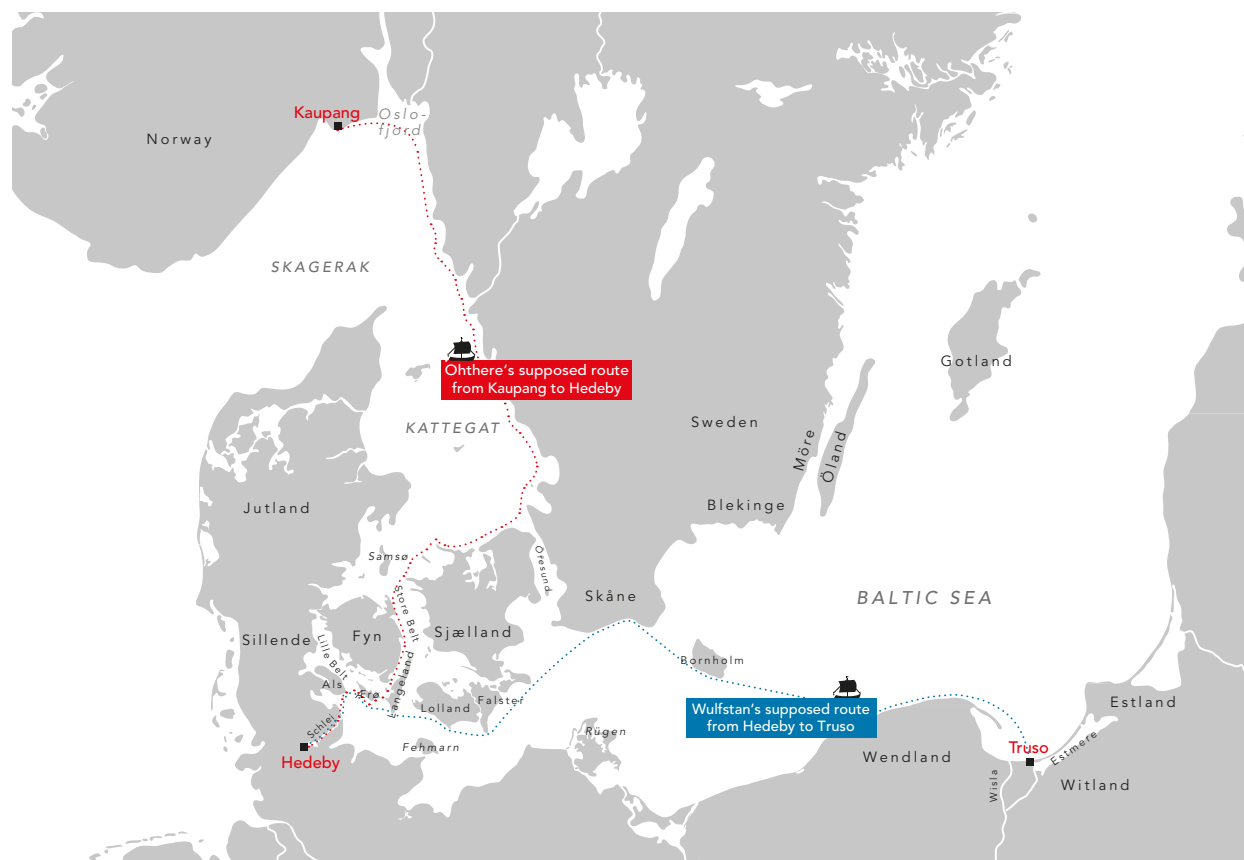 Kaupang
Oslo-
fjord
Norway
SKAGERAK
Ohthere's supposed route
from Kaupang to Hedeby
Gotland
KATTEGAT
Sweden
Möre
Öland
Jutland
Blekinge
Samsø
Öresund
Store Belt
Skåne
BALTIC SEA
Sillende
Fyn
Sjælland
Lille Belt
Bornholm
Als
Ærø
Langeland
Lolland
Falster
Estland
Wulfstan's supposed route
from Hedeby to Truso
Schlei
Rügen
Fehmarn
Hedeby
Wendland
Truso
Estmere
Wisla
Witland